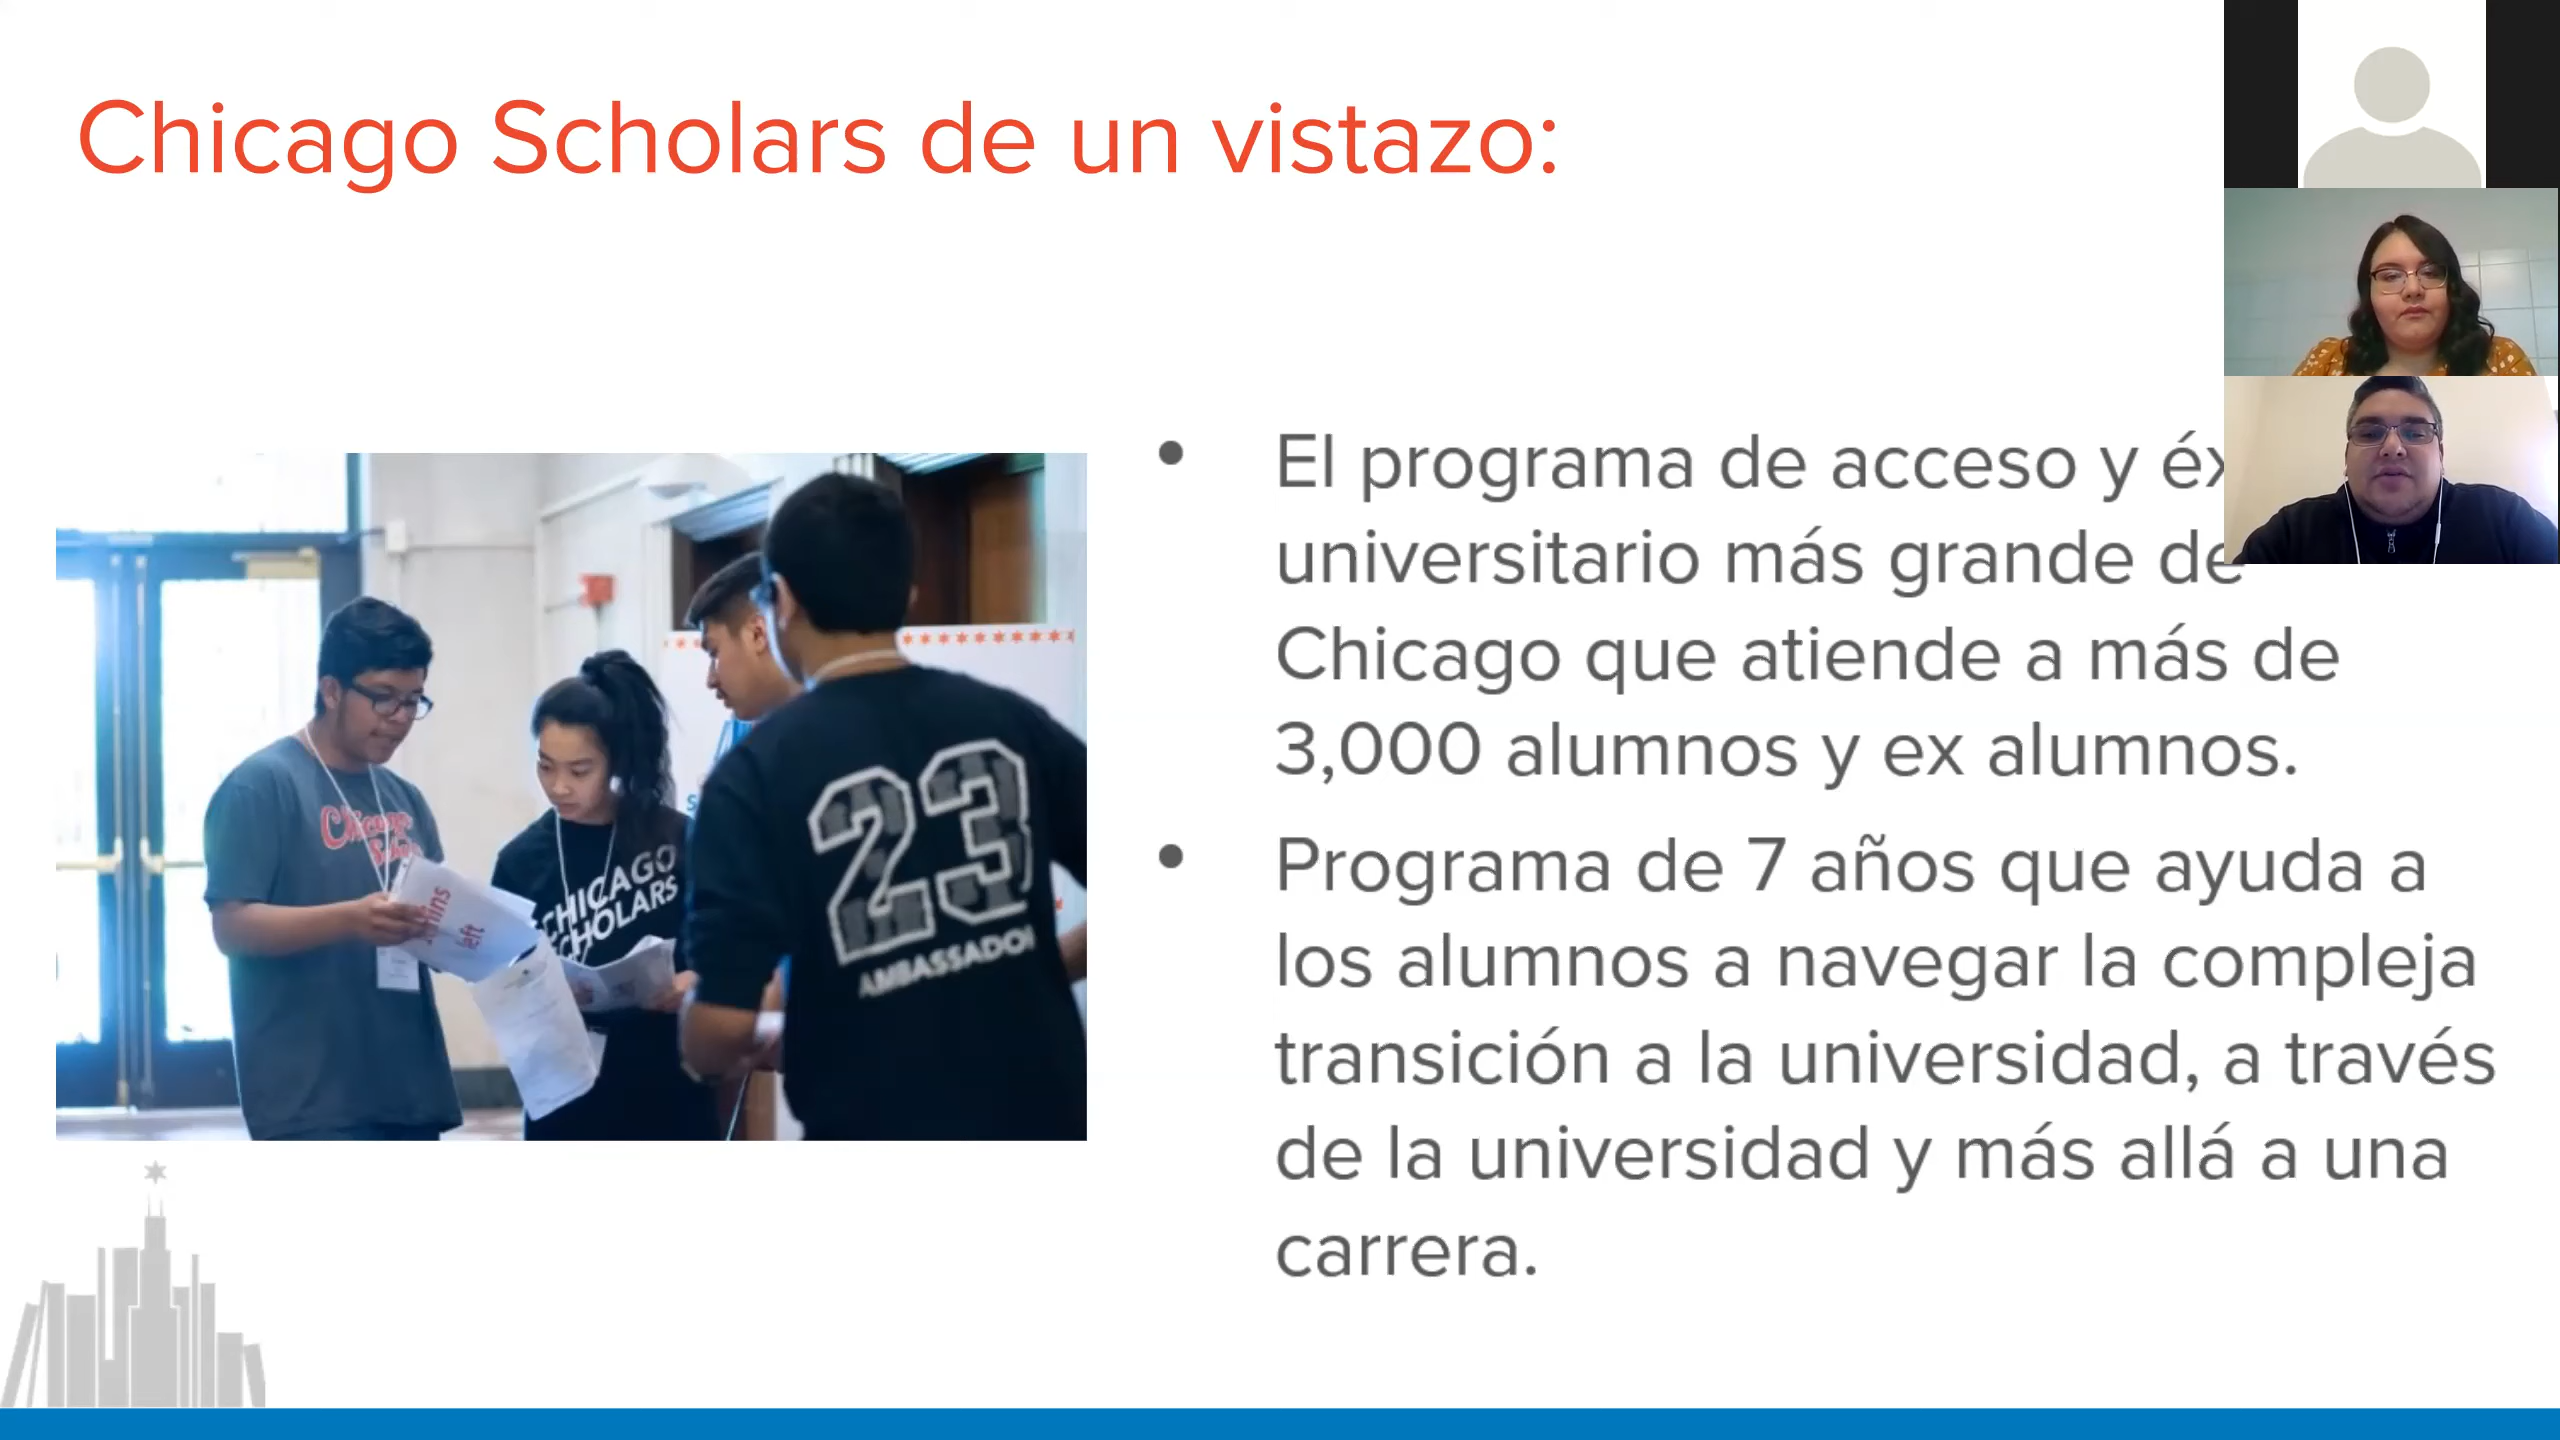 Chicago Scholars de un vistazo:
El programa de acceso y
universitario más grande de
Chicago que atiende a más de
3,000 alumnos y ex alumnos.
Programa de 7 años que ayuda a
los alumnos a navegar la compleja
transición a la universidad, a través
de la universidad y más allá a una
carrera.
Chicago
CHICAGO
SCHOLARS
23
AMBASSADOR
left